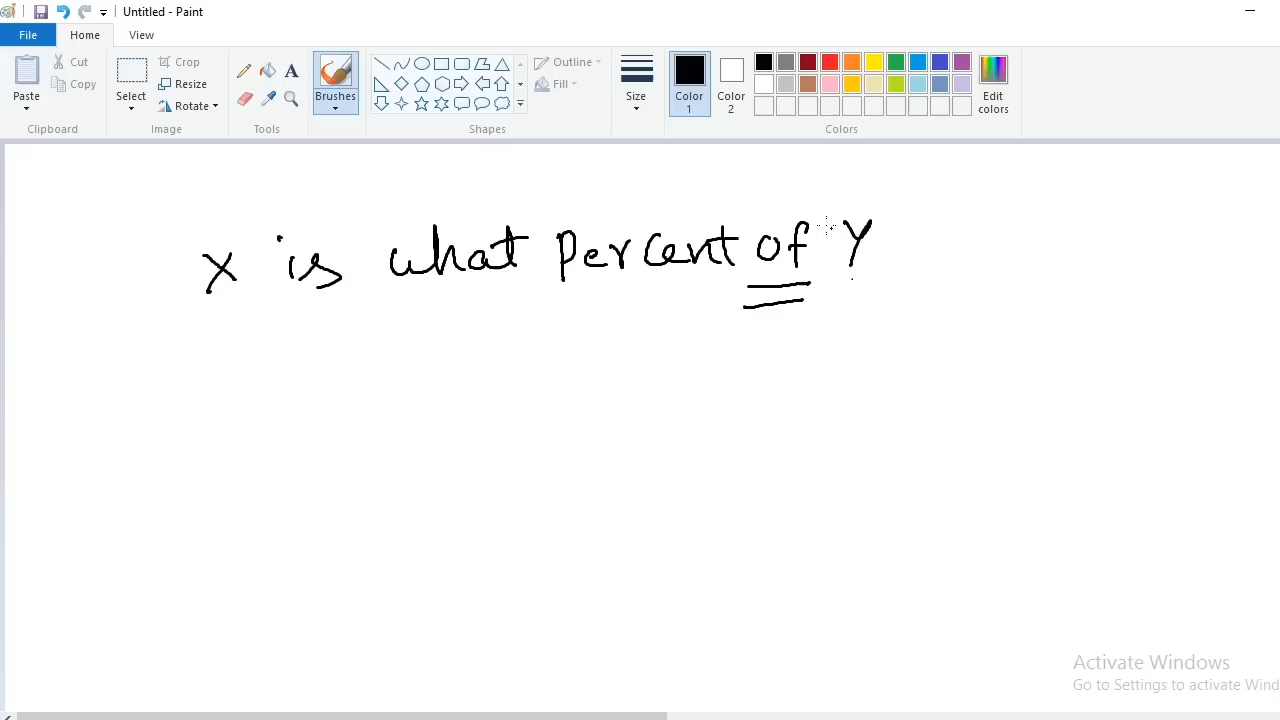 Untitled - Paint
File Home View
Paste Cut Copy
Clipboard
Select Crop Resize Rotate
Image
A
Tools
Brushes
Outline Fill
Shapes
Size
Color 1
Color 2
Edit colors
Colors
x is what percent of y
Activate Windows
Go to Settings to activate Wind